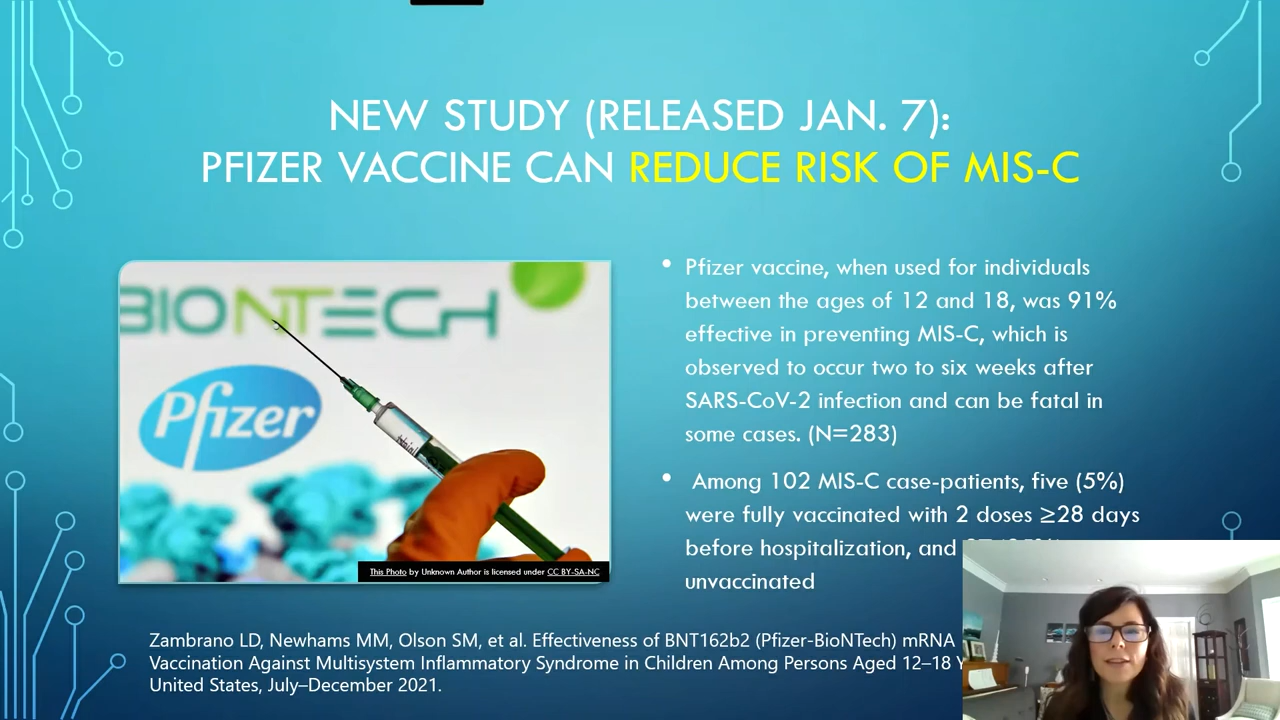 NEW STUDY (RELEASED JAN. 7):
PFIZER VACCINE CAN REDUCE RISK OF MIS-C
BIONTECH
Pfizer
This Photo by Unknown Author is licensed under CC BY-SA-NC
• Pfizer vaccine, when used for individuals
between the ages of 12 and 18, was 91%
effective in preventing MIS-C, which is
observed to occur two to six weeks after
SARS-CoV-2 infection and can be fatal in
some cases. (N=283)
• Among 102 MIS-C case-patients, five (5%)
were fully vaccinated with 2 doses ≥28 days
before hospitalization, and
unvaccinated
Zambrano LD, Newhams MM, Olson SM, et al. Effectiveness of BNT162b2 (Pfizer-BioNTech) mRNA
Vaccination Against Multisystem Inflammatory Syndrome in Children Among Persons Aged 12–18
United States, July–December 2021.